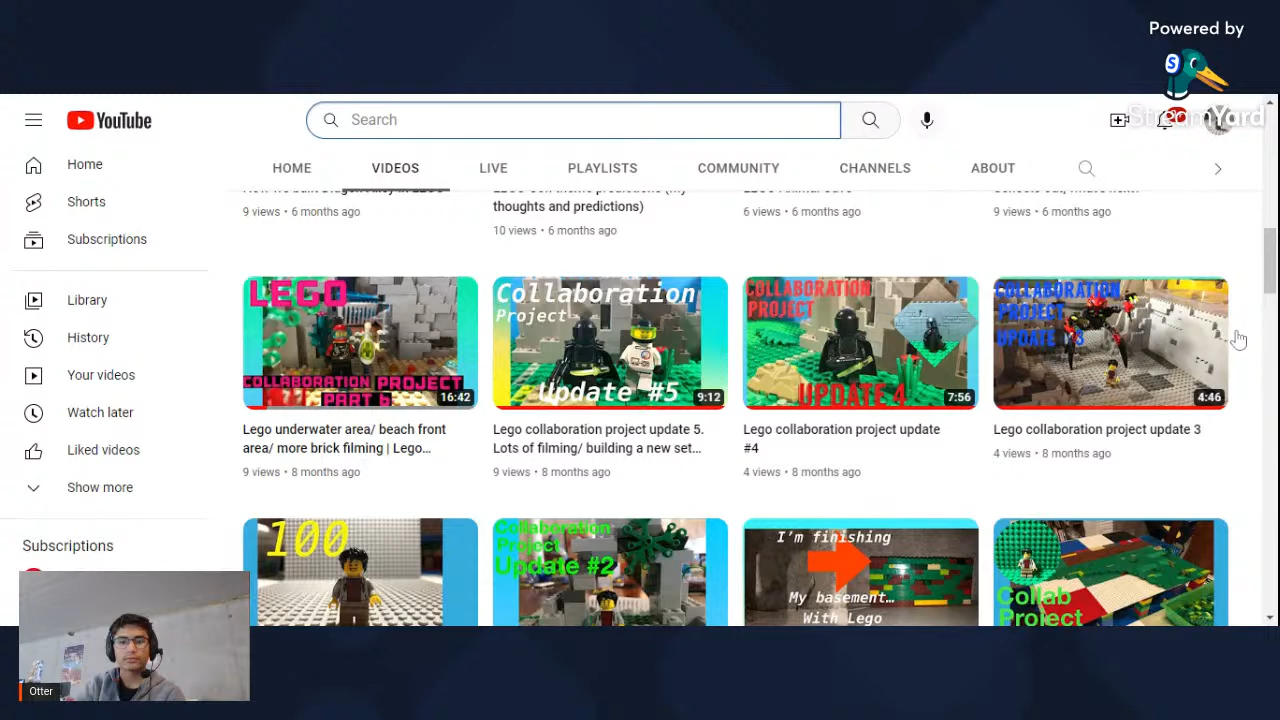 Powered by
S
StreamYard
YouTube
Search
HOME
VIDEOS
LIVE
PLAYLISTS
COMMUNITY
CHANNELS
ABOUT
Home
Shorts
Subscriptions
Library
History
Your videos
Watch later
Liked videos
Show more
Subscriptions
9 views • 6 months ago
thoughts and predictions)
10 views • 6 months ago
6 views • 6 months ago
9 views • 6 months ago
LEGO
COLLABORATION PROJECT
PART 6
16:42
Lego underwater area/ beach front
area/ more brick filming | Lego...
9 views • 8 months ago
Collaboration
Project
Update #5
9:12
Lego collaboration project update 5.
Lots of filming/ building a new set...
9 views • 8 months ago
COLLABORATION
PROJECT
UPDATE 4
7:56
Lego collaboration project update
#4
4 views • 8 months ago
COLLABORATION
PROJECT
UPDATE #3
4:46
Lego collaboration project update 3
4 views • 8 months ago
100
Collaboration
Project
Update #2
I'm finishing
My basement...
With Lego
Collab
Project
Otter